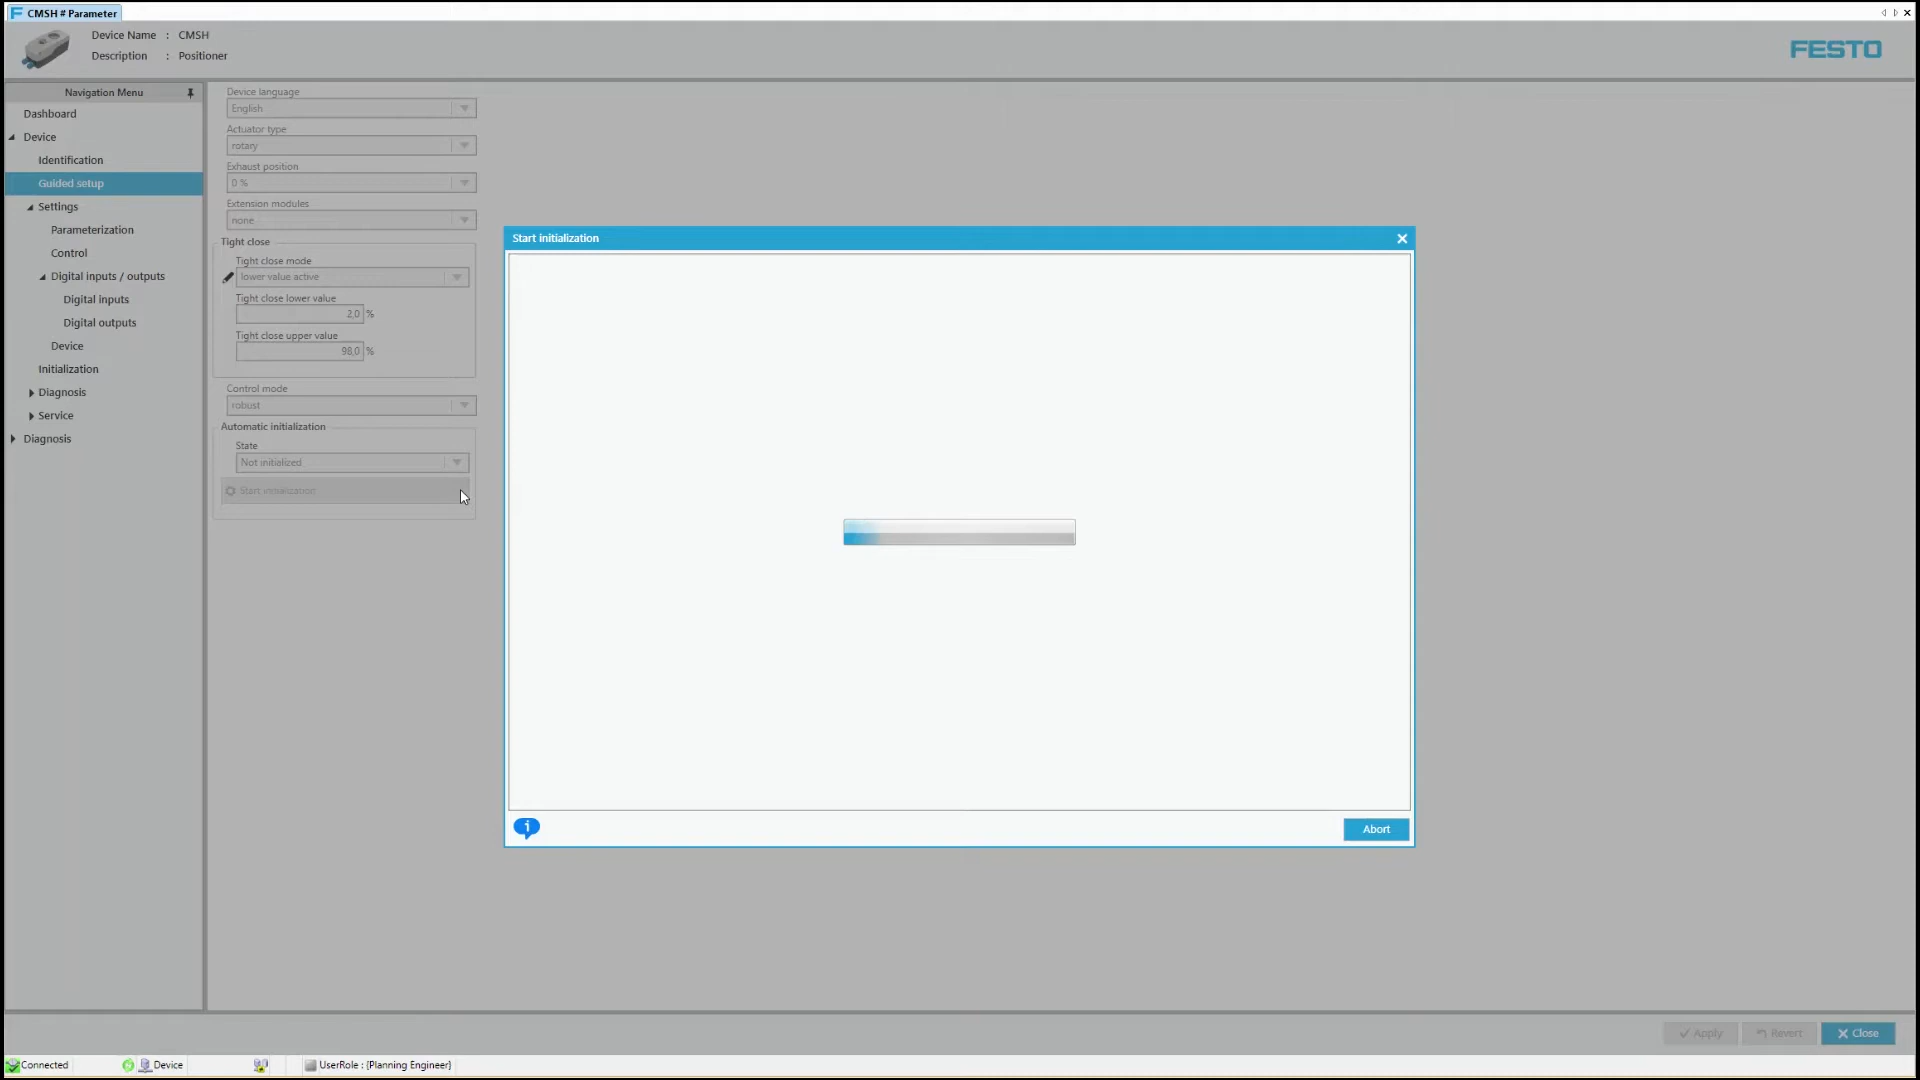 CMSH # Parameter
Device Name : CMSH
Description : Positioner
FESTO
Navigation Menu
Dashboard
Device
Identification
Guided setup
Settings
Parameterization
Control
Digital inputs / outputs
Digital inputs
Digital outputs
Device
Initialization
Diagnosis
Service
Diagnosis
Device language
English
Actuator type
rotary
Exhaust position
0 %
Extension modules
none
Tight close
Tight close mode
lower value active
Tight close lower value
2,0 %
Tight close upper value
98,0 %
Control mode
robust
Automatic initialization
State
Not initialized
Start initialization
Start initialization
Abort
Apply
Revert
Close
Connected
Device
UserRole : {Planning Engineer}